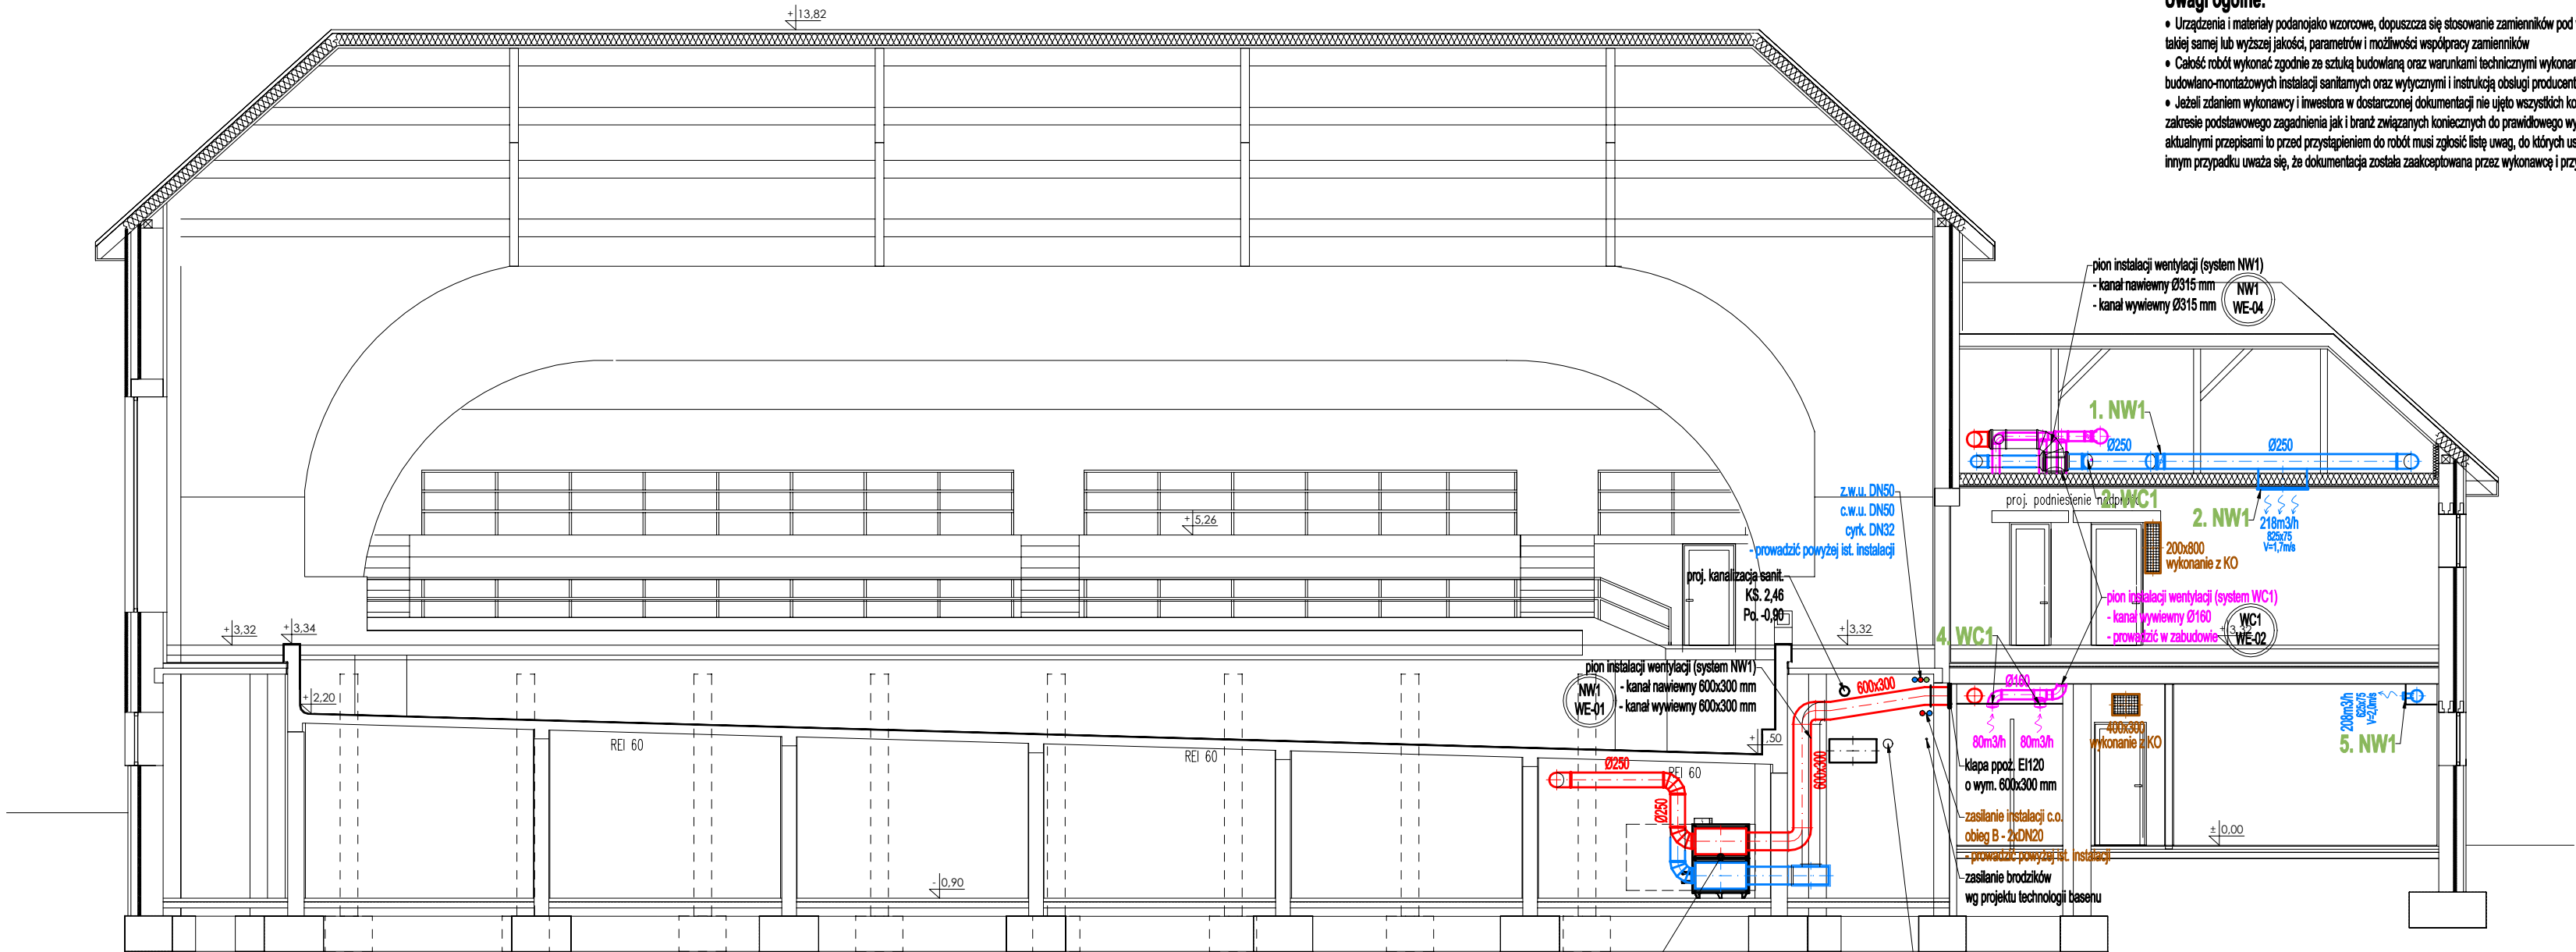 Uwagi ogólne:
• Urządzenia i materiały podanojako wzorcowe, dopuszcza się stosowanie zamienników pod
takiej samej lub wyższej jakości, parametrów i możliwości współpracy zamienników
• Całość robót wykonać zgodnie ze sztuką budowlaną oraz warunkami technicznymi
budowlano-montażowych instalacji sanitarnych oraz wytycznymi i instrukcją obsługi
• Jeżeli zdaniem wykonawcy i inwestora w dostarczonej dokumentacji nie ujęto wszystkich
zakresie podstawowego zagadnienia jak i branż związanych koniecznych do prawidłowego
aktualnymi przepisami to przed przystąpieniem do robót musi zgłosić listę uwag, do których
innym przypadku uważa się, że dokumentacja została zaakceptowana przez wykonawcę i
+13,82
pion instalacji wentylacji (system NW1)
- kanał nawiewny Ø315 mm
- kanał wywiewny Ø315 mm
NW1
WE-04
1. NW1
Ø250
Ø250
proj. podniesienie nadproża
2. WC1
2. NW1
218m3/h
825x75
V=1,7m/s
200x800
wykonanie z KO
z.w.u. DN50
c.w.u. DN50
cyrk. DN32
- prowadzić powyżej ist. instalacji
+5,26
proj. kanalizacja sanit.
KS. 2,46
Po. -0,90
pion instalacji wentylacji (system WC1)
- kanał wywiewny Ø160
- prowadzić w zabudowie
+3,32
WC1
WE-02
4. WC1
+3,32
+3,34
+3,32
pion instalacji wentylacji (system NW1)
- kanał nawiewny 600x300 mm
- kanał wywiewny 600x300 mm
NW1
WE-01
600x300
600x300
Ø160
80m3/h
80m3/h
400x300
wykonanie z KO
208m3/h
625x75
V=2,0m/s
5. NW1
+2,20
,50
REI 60
REI 60
REI 60
Ø250
Ø250
klapa ppoż. EI120
o wym. 600x300 mm
zasilanie instalacji c.o.
obieg B - 2xDN20
- prowadzić powyżej ist. instalacji
zasilanie brodzików
wg projektu technologii basenu
±0,00
-0,90